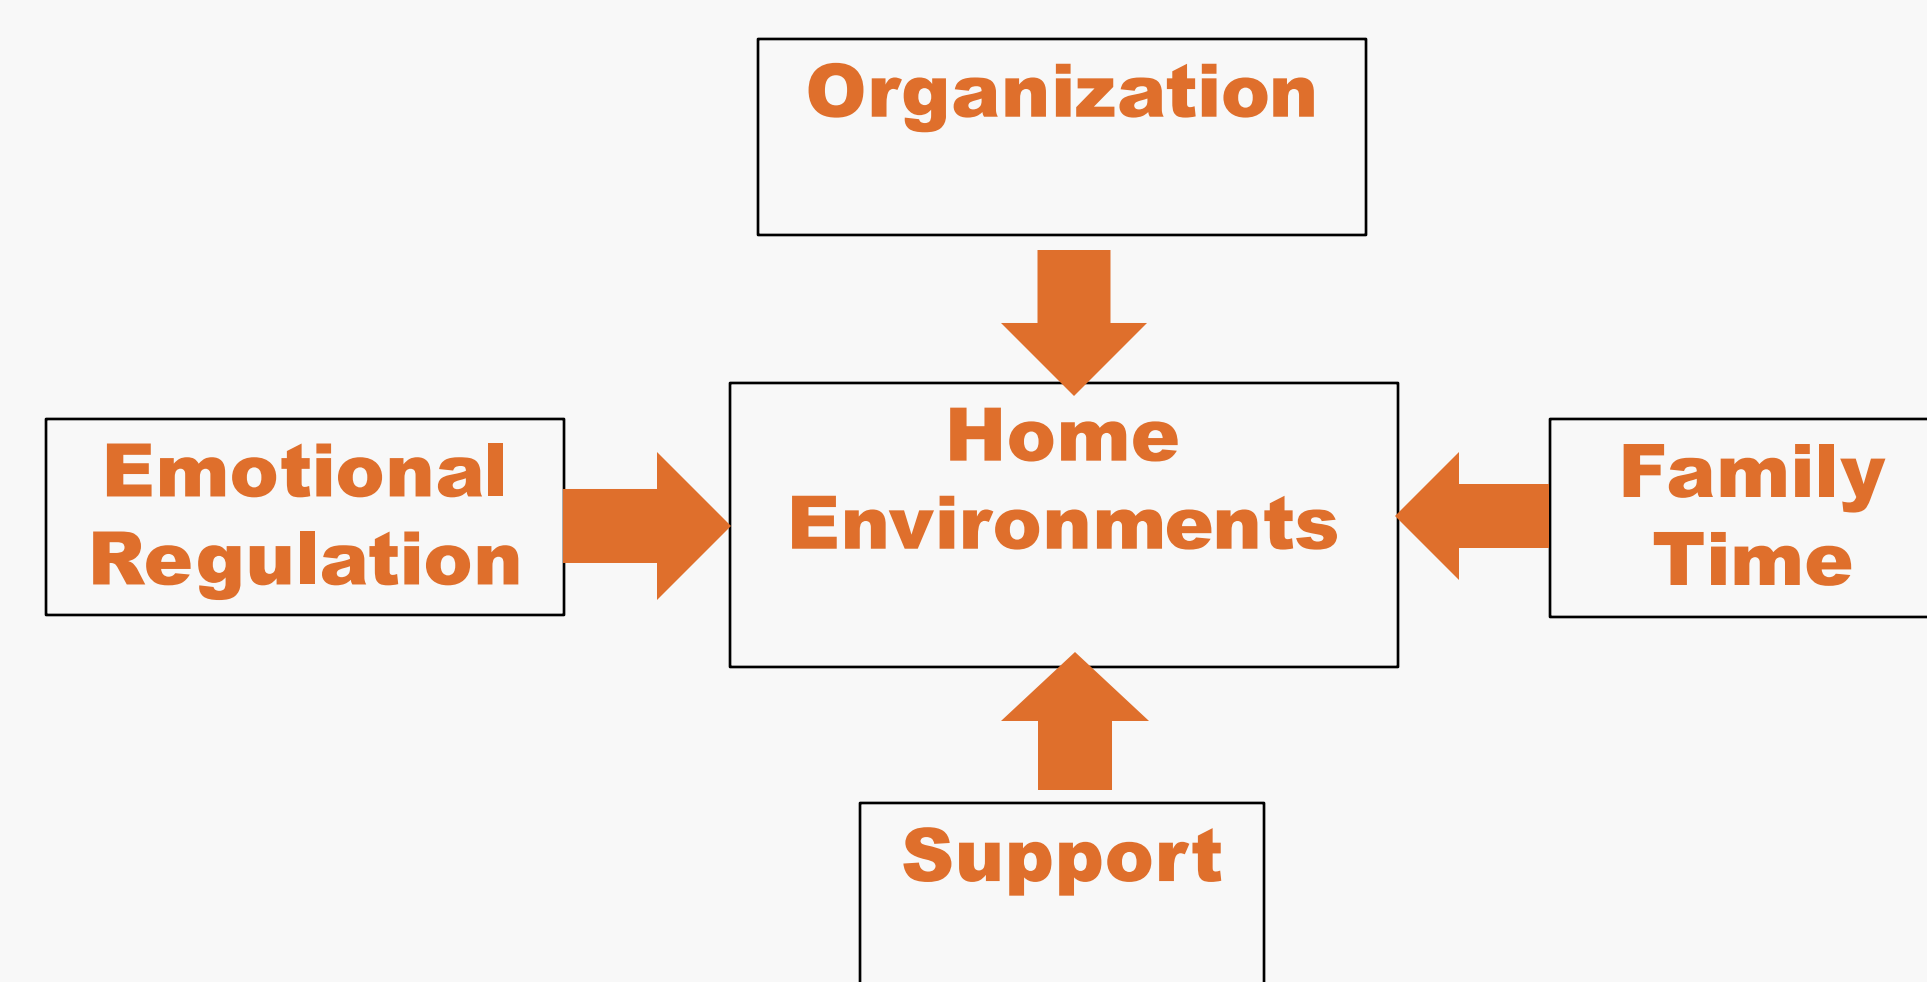 Organization
Home
Environments
Emotional
Regulation
Family
Time
Support